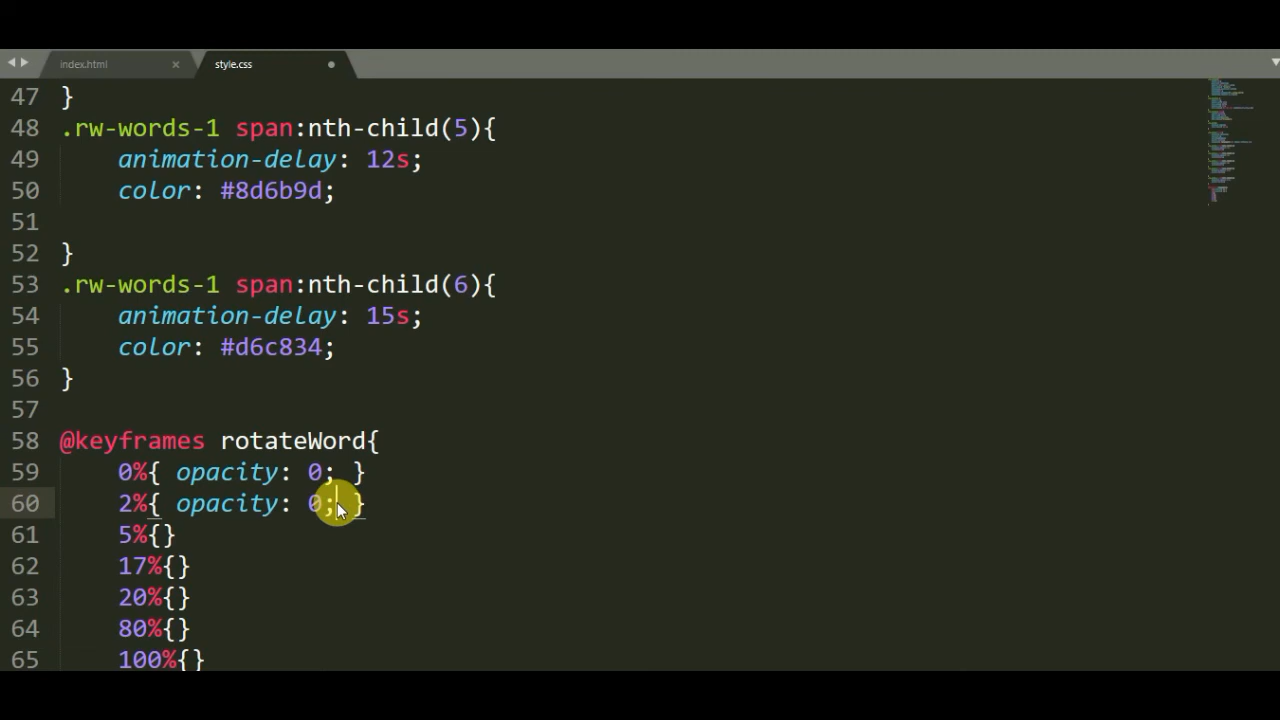 index.html × style.css
47 }
48 .rw-words-1 span:nth-child(5){
49 animation-delay: 12s;
50 color: #8d6b9d;
51
52 }
53 .rw-words-1 span:nth-child(6){
54 animation-delay: 15s;
55 color: #d6c834;
56 }
57
58 @keyframes rotateWord{
59 0%{ opacity: 0; }
60 2%{ opacity: 0; }
61 5%{}
62 17%{}
63 20%{}
64 80%{}
65 100%{}